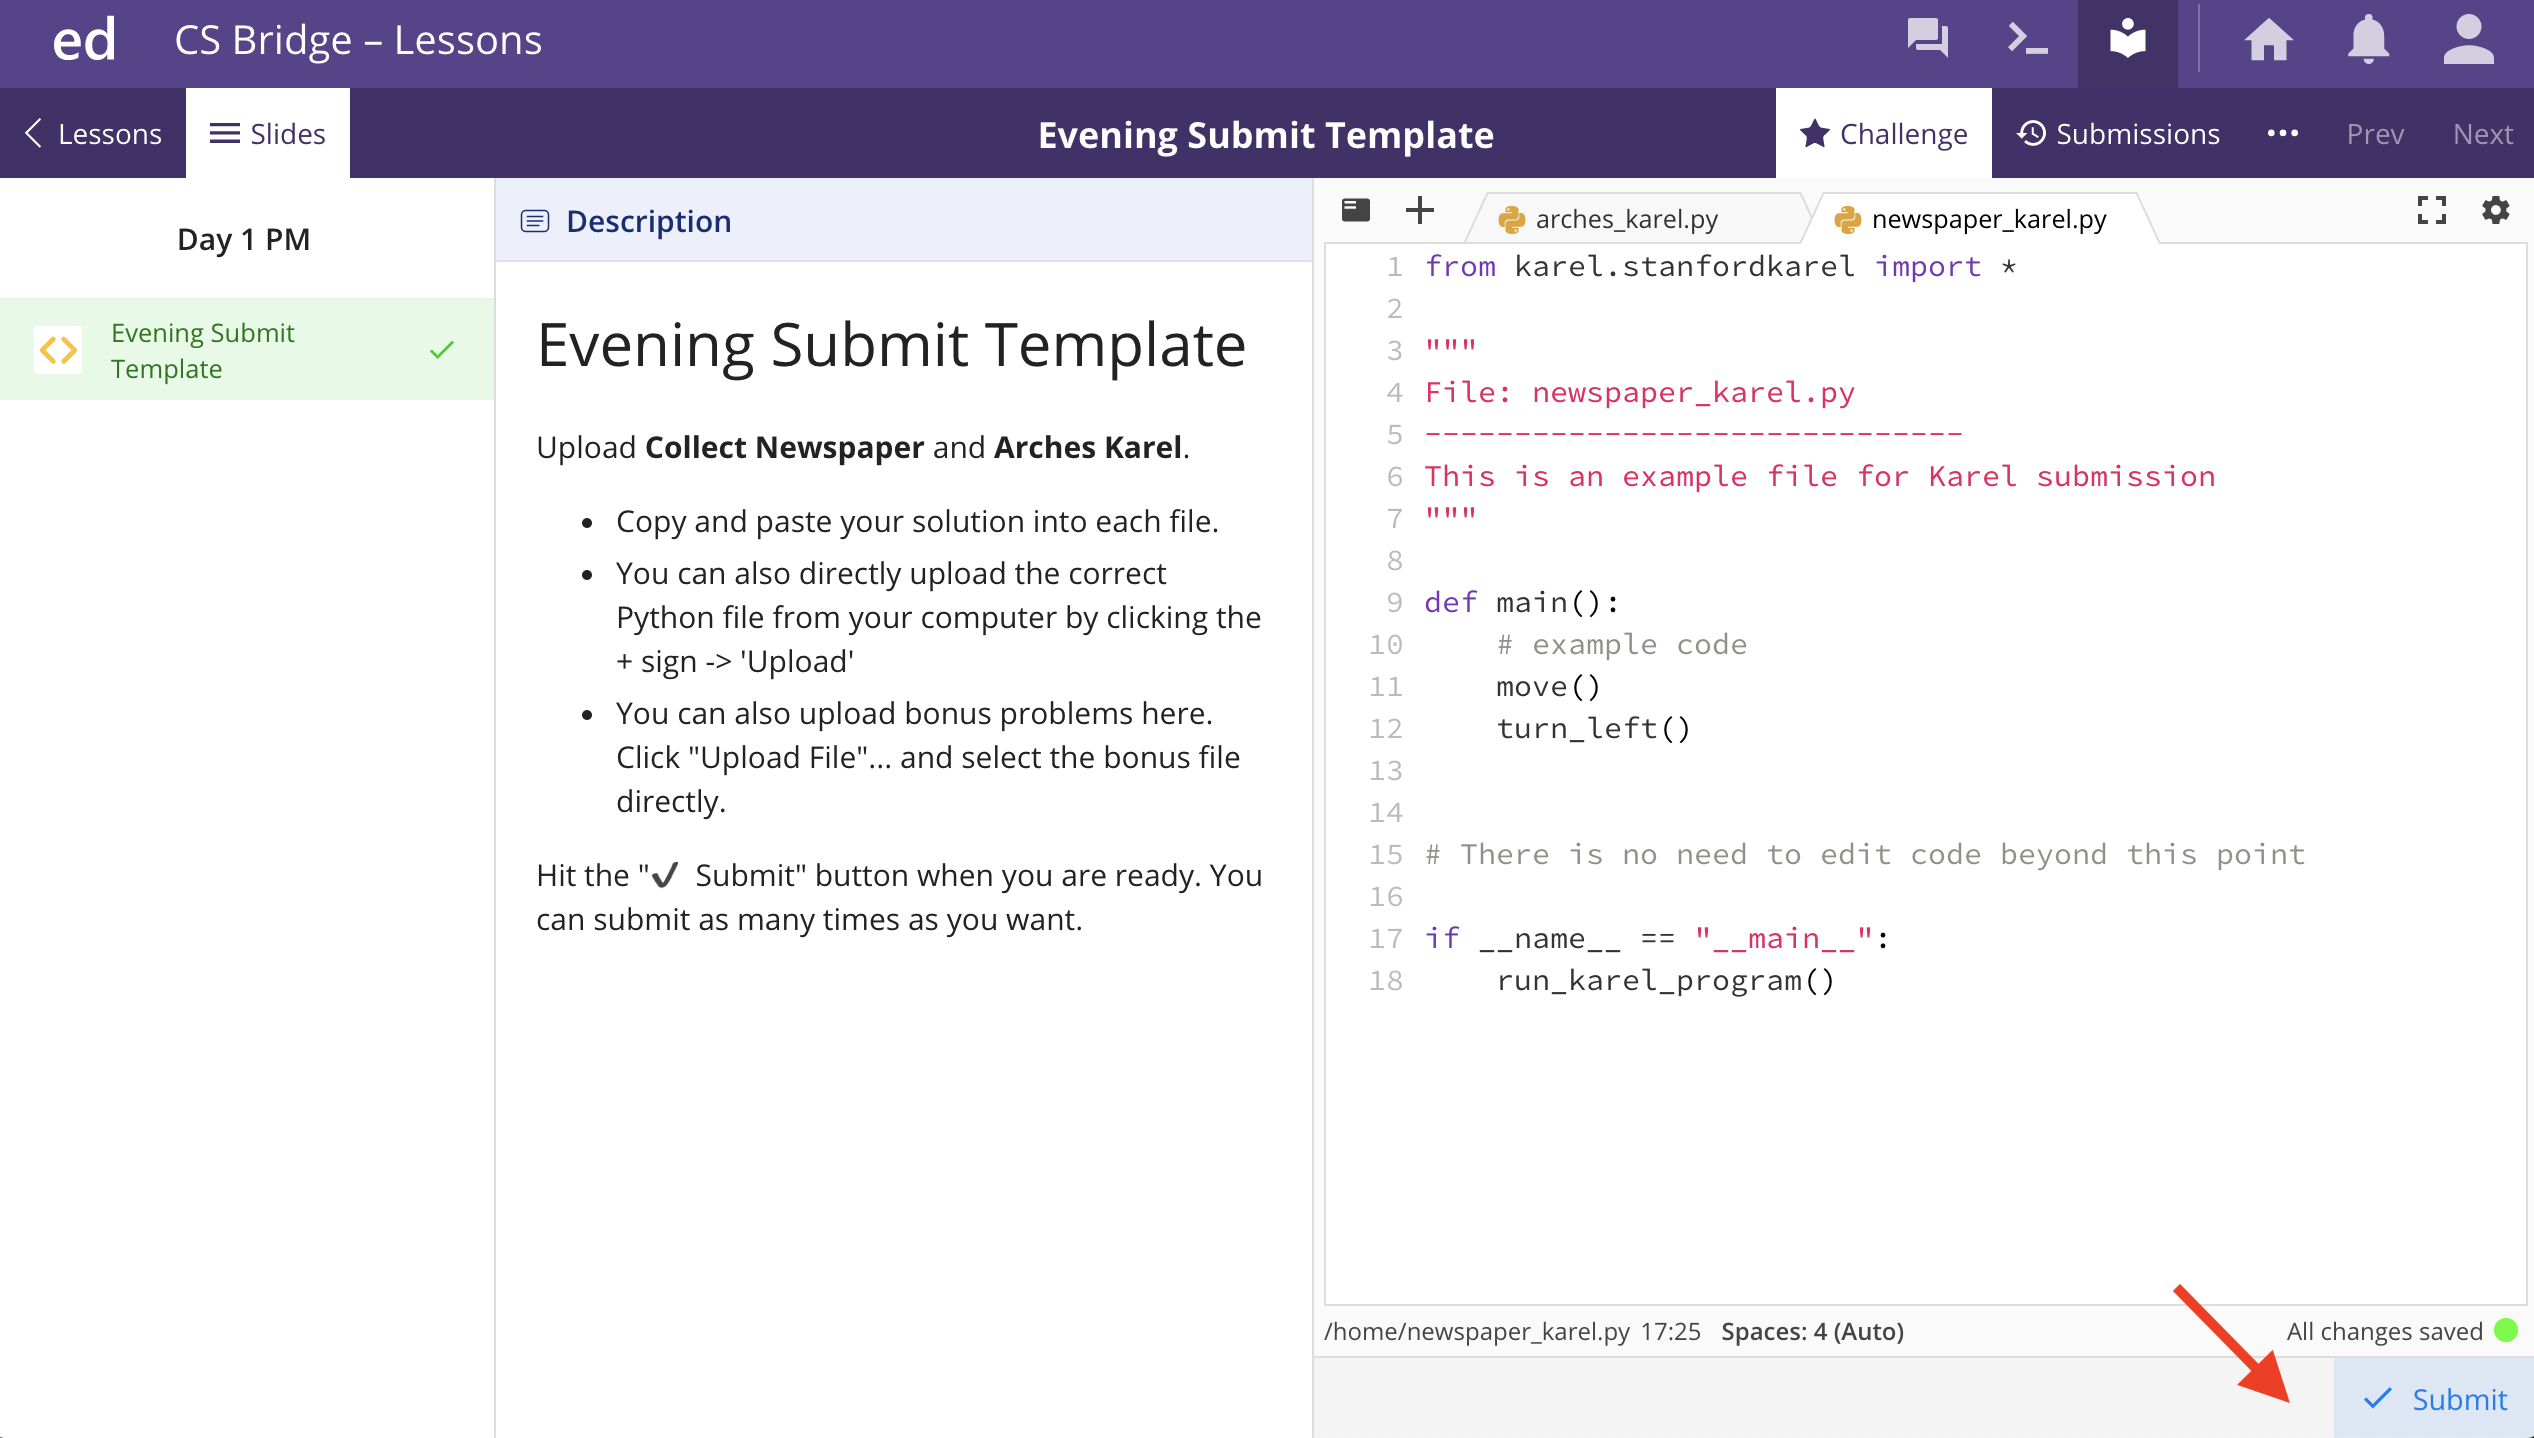 ed CS Bridge – Lessons
Lessons Slides Evening Submit Template Challenge Submissions Prev Next
Day 1 PM
Evening Submit
Template
Description
Evening Submit Template
Upload Collect Newspaper and Arches Karel.
• Copy and paste your solution into each file.
• You can also directly upload the correct
Python file from your computer by clicking the
+ sign -> 'Upload'
• You can also upload bonus problems here.
Click "Upload File"... and select the bonus file
directly.
Hit the "✔ Submit" button when you are ready. You
can submit as many times as you want.
arches_karel.py newspaper_karel.py
1 from karel.stanfordkarel import *
2
3 """
4 File: newspaper_karel.py
5 ------------------------------
6 This is an example file for Karel submission
7 """
8
9 def main():
10     # example code
11     move()
12     turn_left()
13
14
15 # There is no need to edit code beyond this point
16
17 if __name__ == "__main__":
18     run_karel_program()
/home/newspaper_karel.py 17:25 Spaces: 4 (Auto) All changes saved
Submit